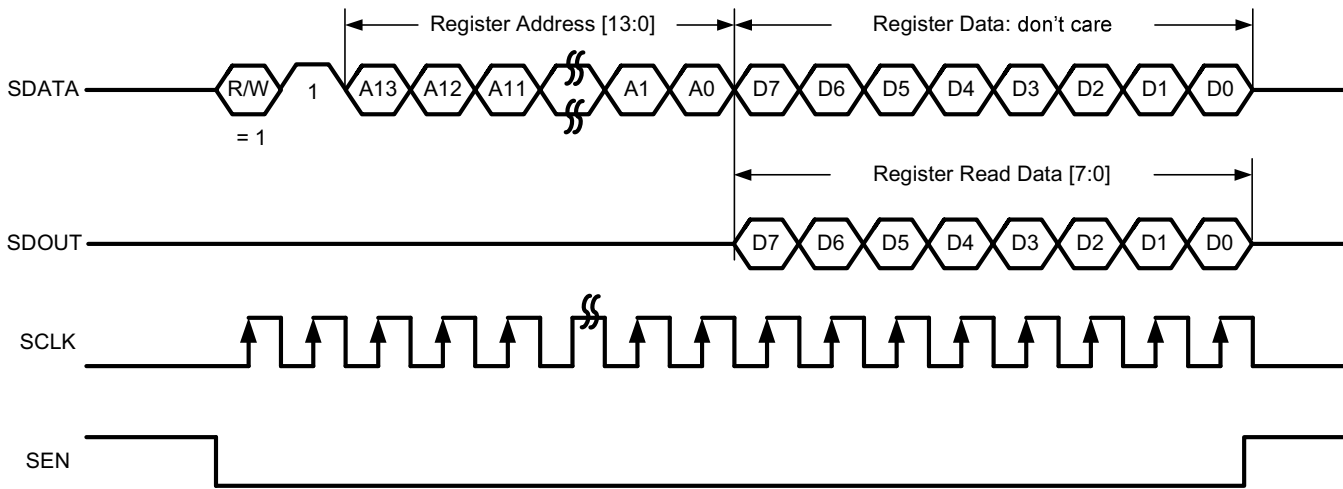 Register Address [13:0] Register Data: don't care
SDATA R/W 1 A13 A12 A11 A1 A0 D7 D6 D5 D4 D3 D2 D1 D0
= 1
Register Read Data [7:0]
SDOUT D7 D6 D5 D4 D3 D2 D1 D0
SCLK
SEN